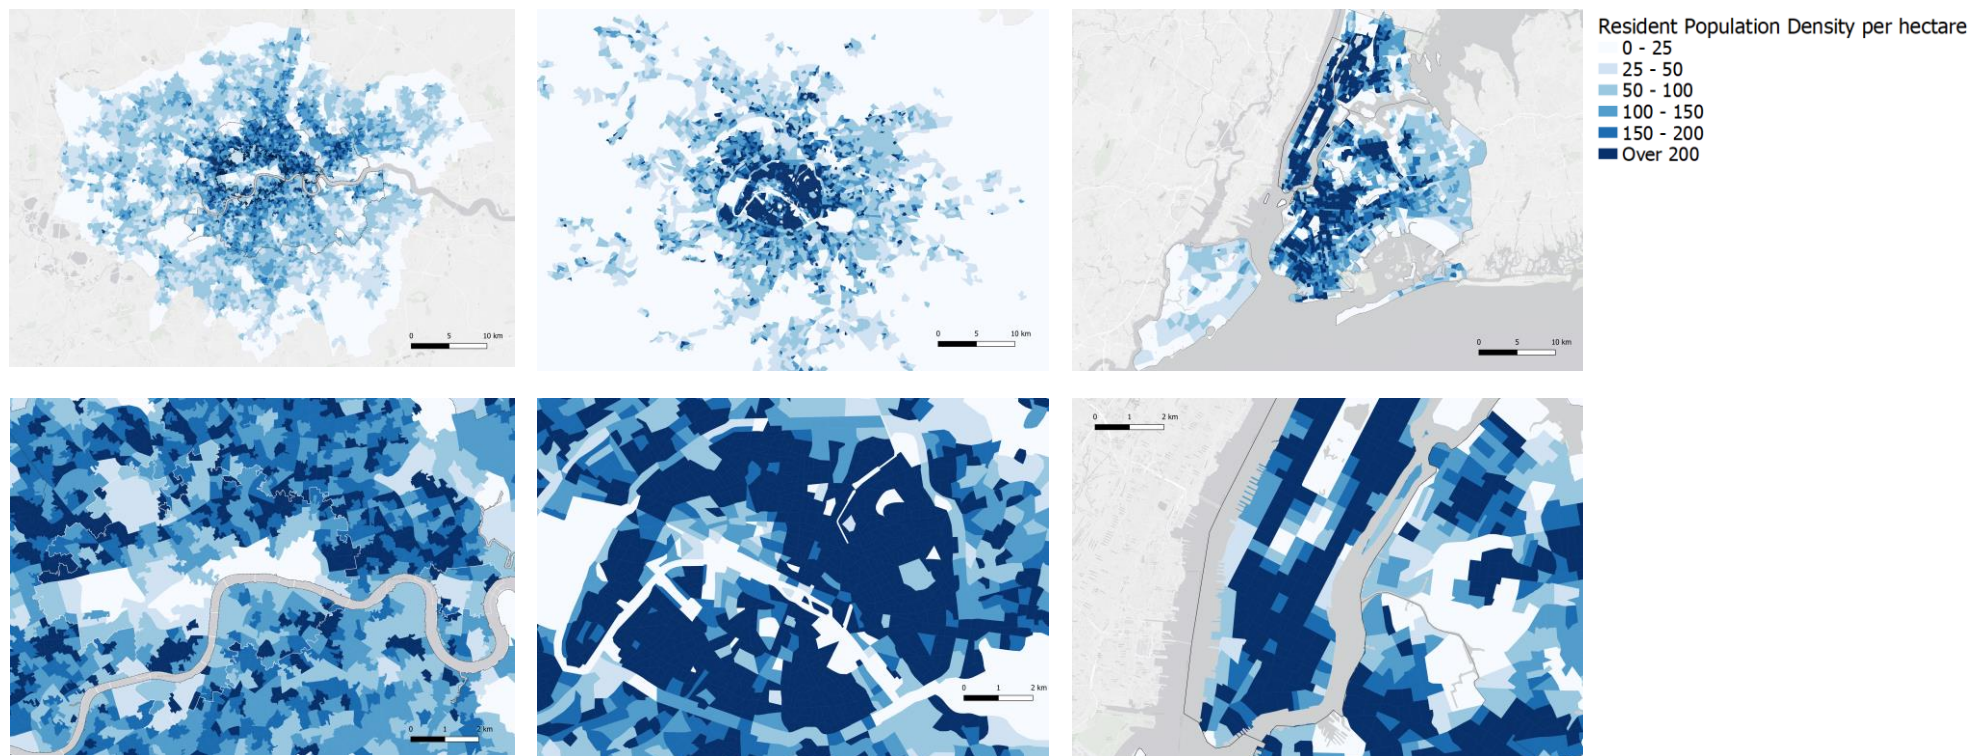 Resident Population Density per hectare
0 - 25
25 - 50
50 - 100
100 - 150
150 - 200
Over 200
0 5 10 km
0 5 10 km
0 5 10 km
0 1 2 km
0 1 2 km
0 1 2 km